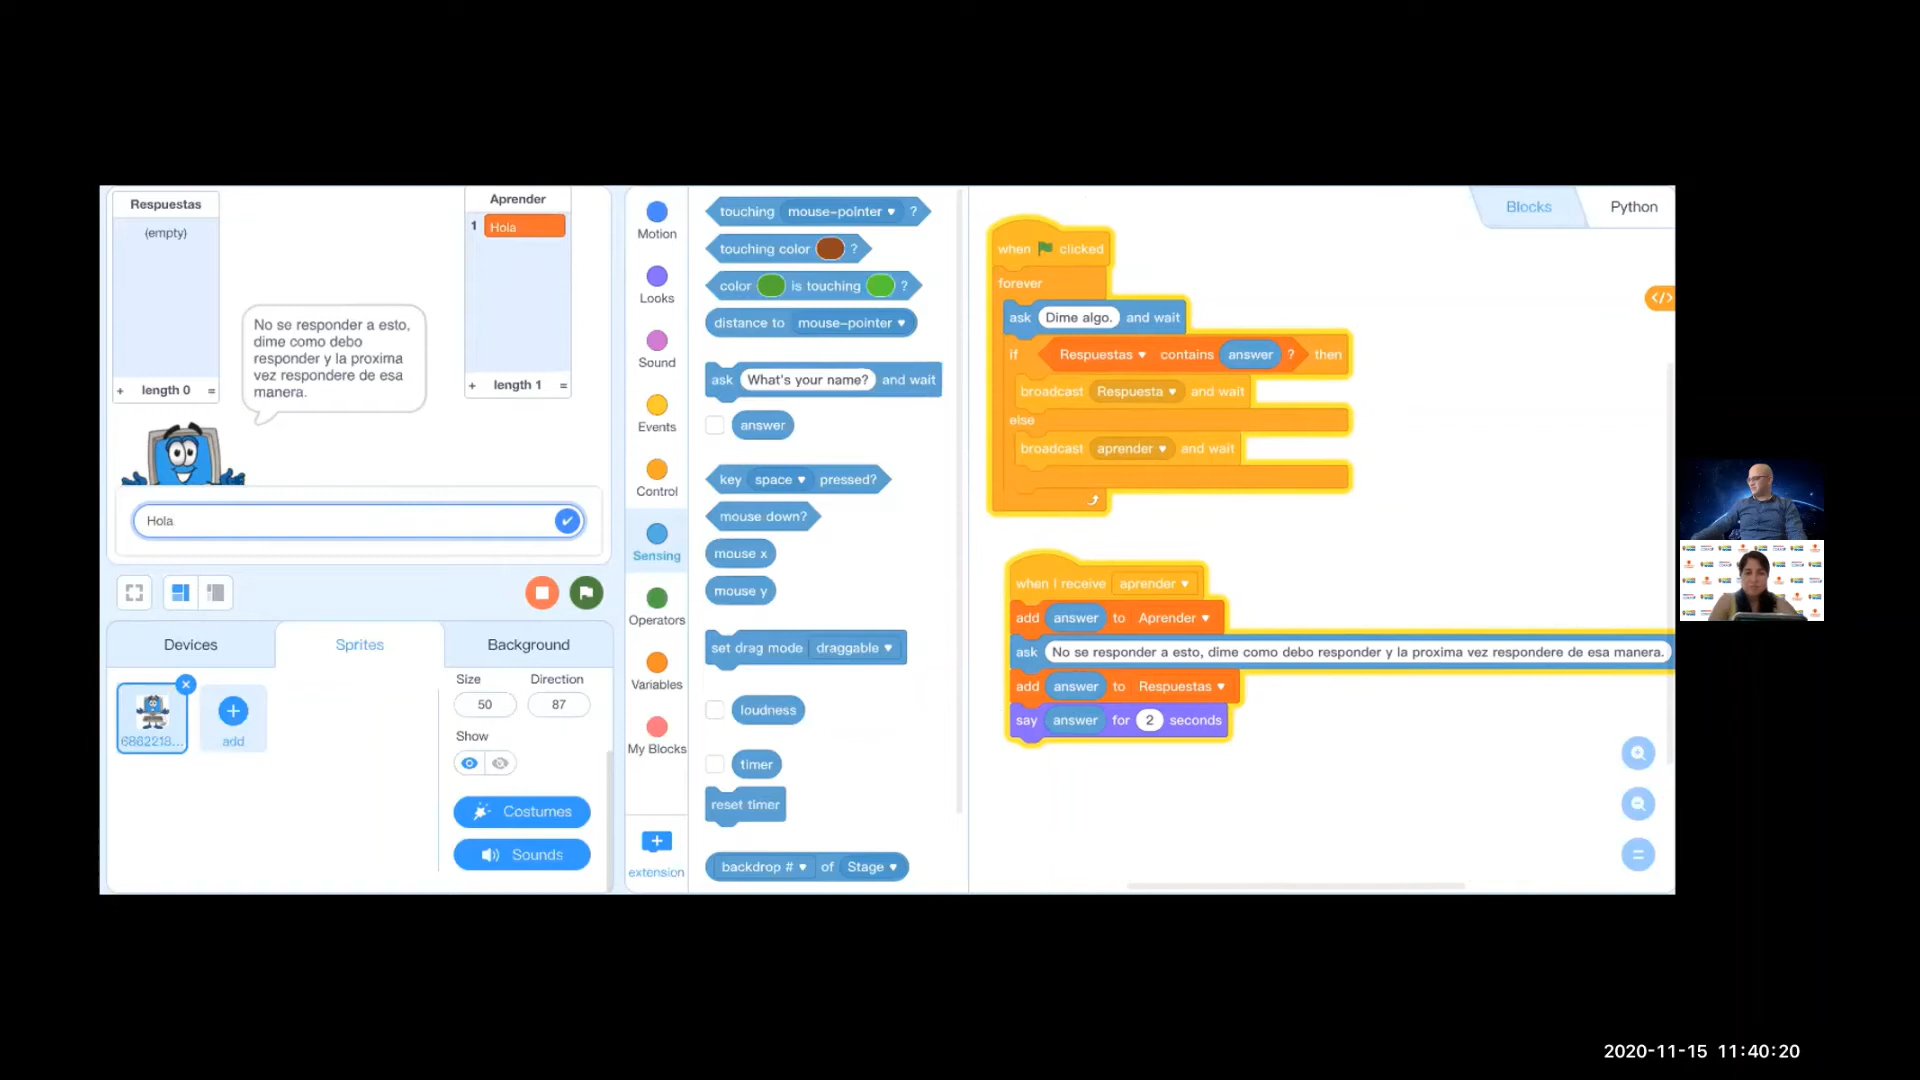 Respuestas
(empty)
+ length 0 =
Aprender
1 Hola
+ length 1 =
No se responder a esto,
dime como debo
responder y la proxima
vez respondere de esa
manera.
Hola
Devices
Sprites
Background
6862218...
add
Size
Direction
50
87
Show
Costumes
Sounds
Motion
Looks
Sound
Events
Control
Sensing
Operators
Variables
My Blocks
extension
touching mouse-pointer ?
touching color ?
color is touching ?
distance to mouse-pointer
ask What's your name? and wait
answer
key space pressed?
mouse down?
mouse x
mouse y
set drag mode draggable
loudness
timer
reset timer
backdrop # of Stage
Blocks
Python
</>
when clicked
forever
ask Dime algo. and wait
if Respuestas contains answer ? then
broadcast Respuesta and wait
else
broadcast aprender and wait
when I receive aprender
add answer to Aprender
ask No se responder a esto, dime como debo responder y la proxima vez respondere de esa manera.
add answer to Respuestas
say answer for 2 seconds
2020-11-15 11:40:20